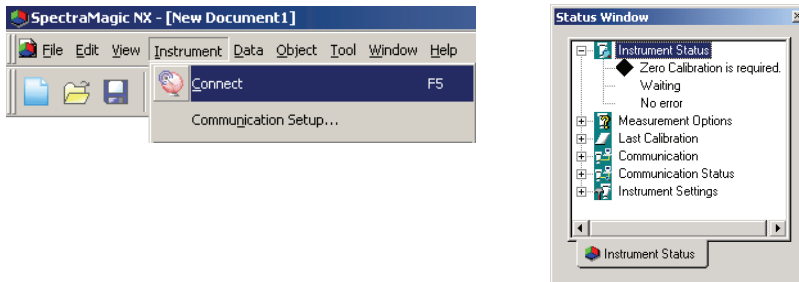 SpectraMagic NX - [New Document1]
File Edit View Instrument Data Object Tool Window Help
Connect F5
Communication Setup...
Status Window
Instrument Status
Zero Calibration is required.
Waiting
No error
Measurement Options
Last Calibration
Communication
Communication Status
Instrument Settings
Instrument Status